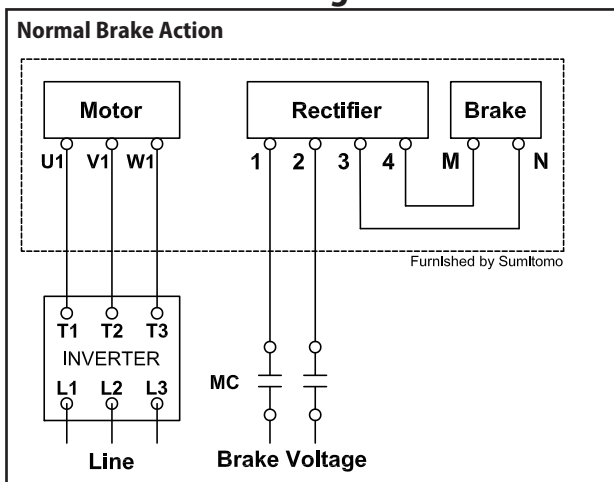 Normal Brake Action
Motor
Rectifier
Brake
U1 V1 W1
1 2 3 4
M N
Furnished by Sumitomo
T1 T2 T3
INVERTER
L1 L2 L3
MC
Line
Brake Voltage